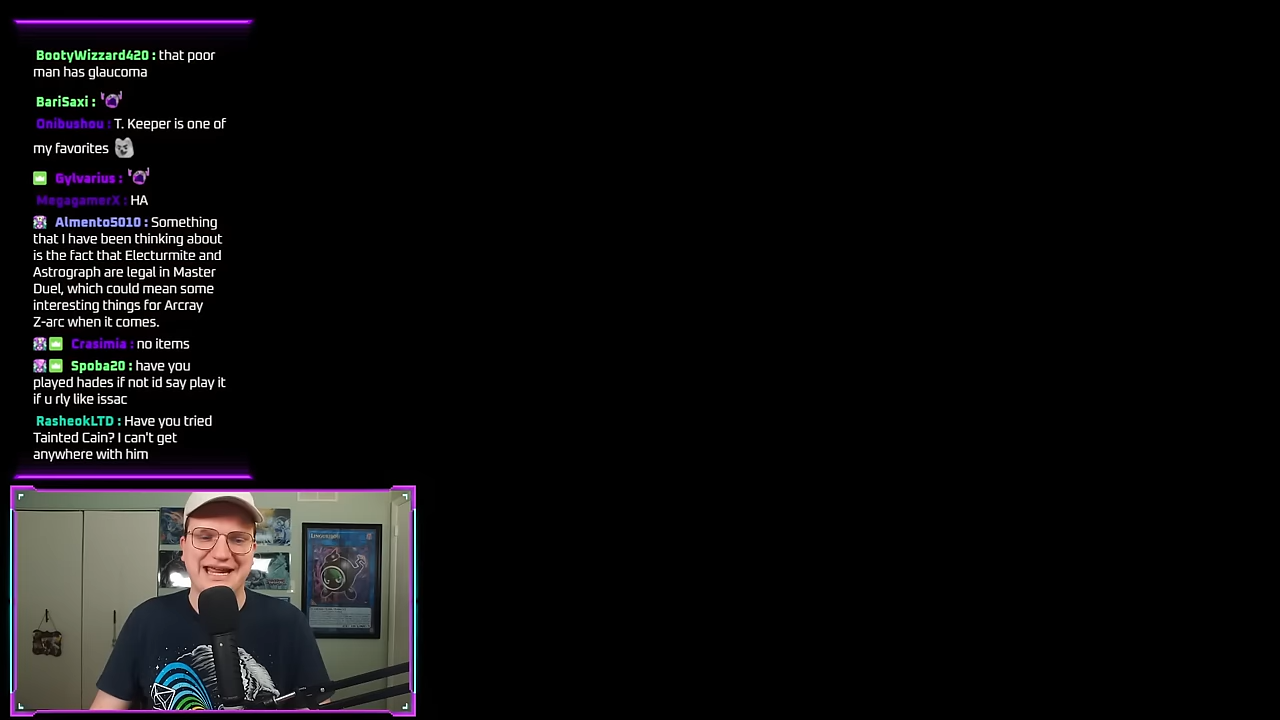 BootyWizzard420 : that poor
man has glaucoma
BariSaxi :
Onibushou : T. Keeper is one of
my favorites
Gylvarius :
MegagamerX : HA
Almento5010 : Something
that I have been thinking about
is the fact that Electurmite and
Astrograph are legal in Master
Duel, which could mean some
interesting things for Arcray
Z-arc when it comes.
Crasimia : no items
Spoba20 : have you
played hades if not id say play it
if u rly like issac
RasheokLTD : Have you tried
Tainted Cain? I can't get
anywhere with him